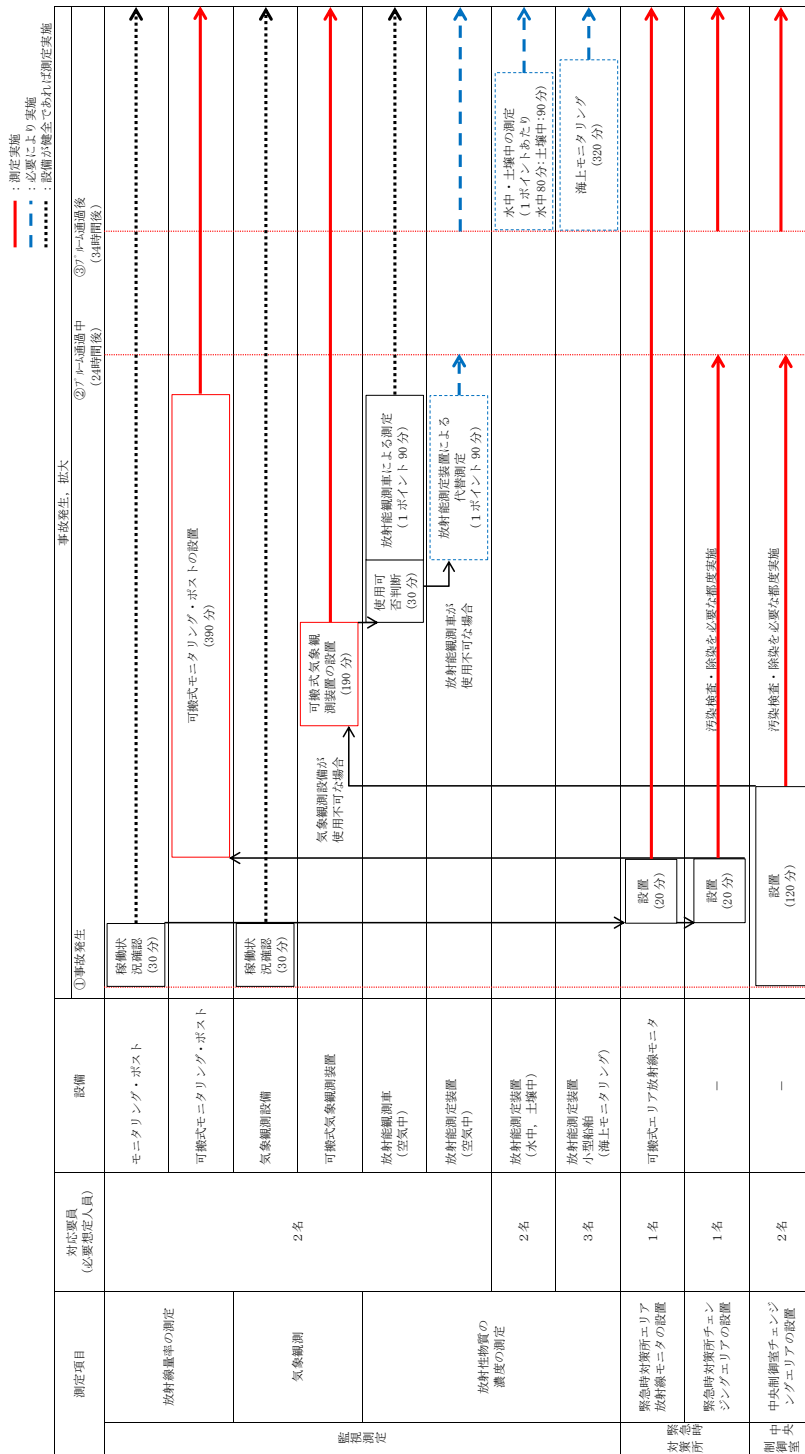 ：測定実施
：必要により実施
：設備が健全であれば測定実施
測定項目
対応要員
(必要想定人員)
設備
事故発生，拡大
①事故発生
②ﾌﾟﾙｰﾑ通過中
(24時間後)
③ﾌﾟﾙｰﾑ通過後
(34時間後)
監視測定
放射線量率の測定
2名
モニタリング・ポスト
稼働状
況確認
(30分)
可搬式モニタリング・ポスト
可搬式モニタリング・ポストの設置
(390分)
気象観測
気象観測設備
稼働状
況確認
(30分)
可搬式気象観測装置
気象観測設備が
使用不可な場合
可搬式気象観
測装置の設置
(190分)
放射性物質の
濃度の測定
放射能観測車
(空気中)
使用可
否判断
(30分)
放射能観測車による測定
(1ポイント90分)
放射能測定装置
(空気中)
放射能観測車が
使用不可な場合
放射能測定装置による
代替測定
(1ポイント90分)
2名
放射能測定装置
(水中，土壌中)
水中・土壌中の測定
(1ポイントあたり
水中80分:土壌中:90分)
3名
放射能測定装置
小型船舶
(海上モニタリング)
海上モニタリング
(320分)
緊急時
対策所
緊急時対策所エリア
放射線モニタの設置
1名
可搬式エリア放射線モニタ
設置
(20分)
緊急時対策所チェン
ジングエリアの設置
1名
－
設置
(20分)
汚染検査・除染を必要な都度実施
中央
制御室
中央制御室チェンジ
ングエリアの設置
2名
－
設置
(120分)
汚染検査・除染を必要な都度実施